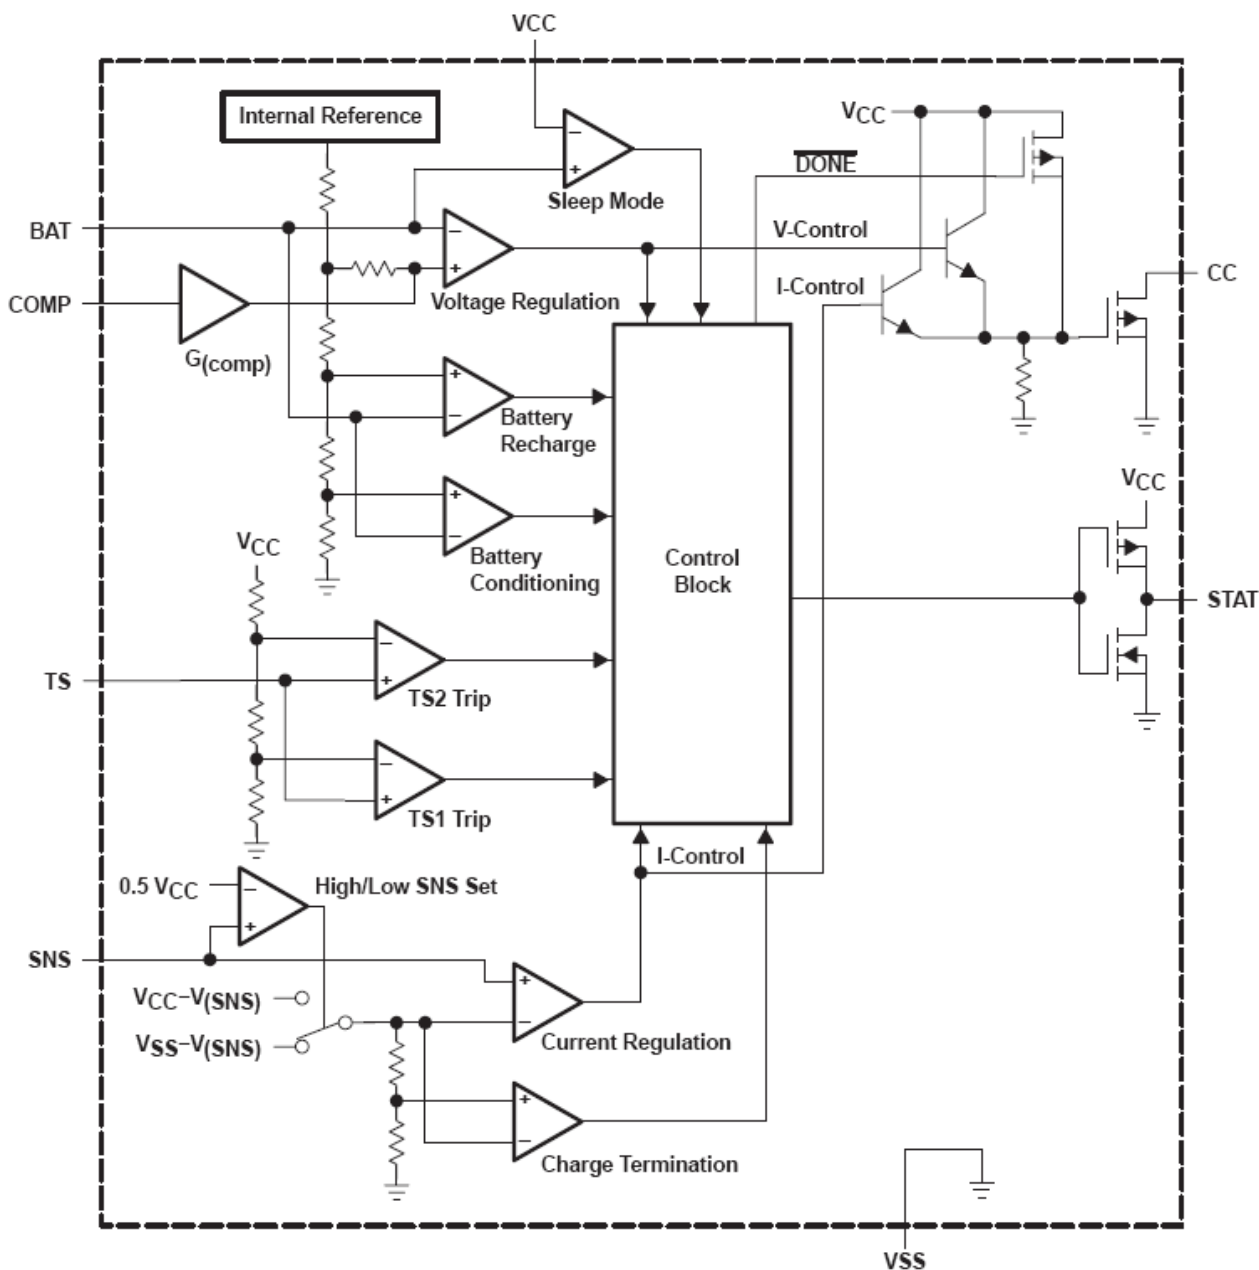 VCC
Internal Reference
VCC
DONE
−
+
Sleep Mode
BAT
−
+
V-Control
CC
COMP
Voltage Regulation
I-Control
G(comp)
+
−
Battery
Recharge
VCC
+
−
VCC
Battery
Conditioning
Control
Block
STAT
−
+
TS
TS2 Trip
−
+
TS1 Trip
I-Control
0.5 VCC
−
+
High/Low SNS Set
SNS
+
−
VCC−V(SNS)
VSS−V(SNS)
Current Regulation
+
−
Charge Termination
VSS